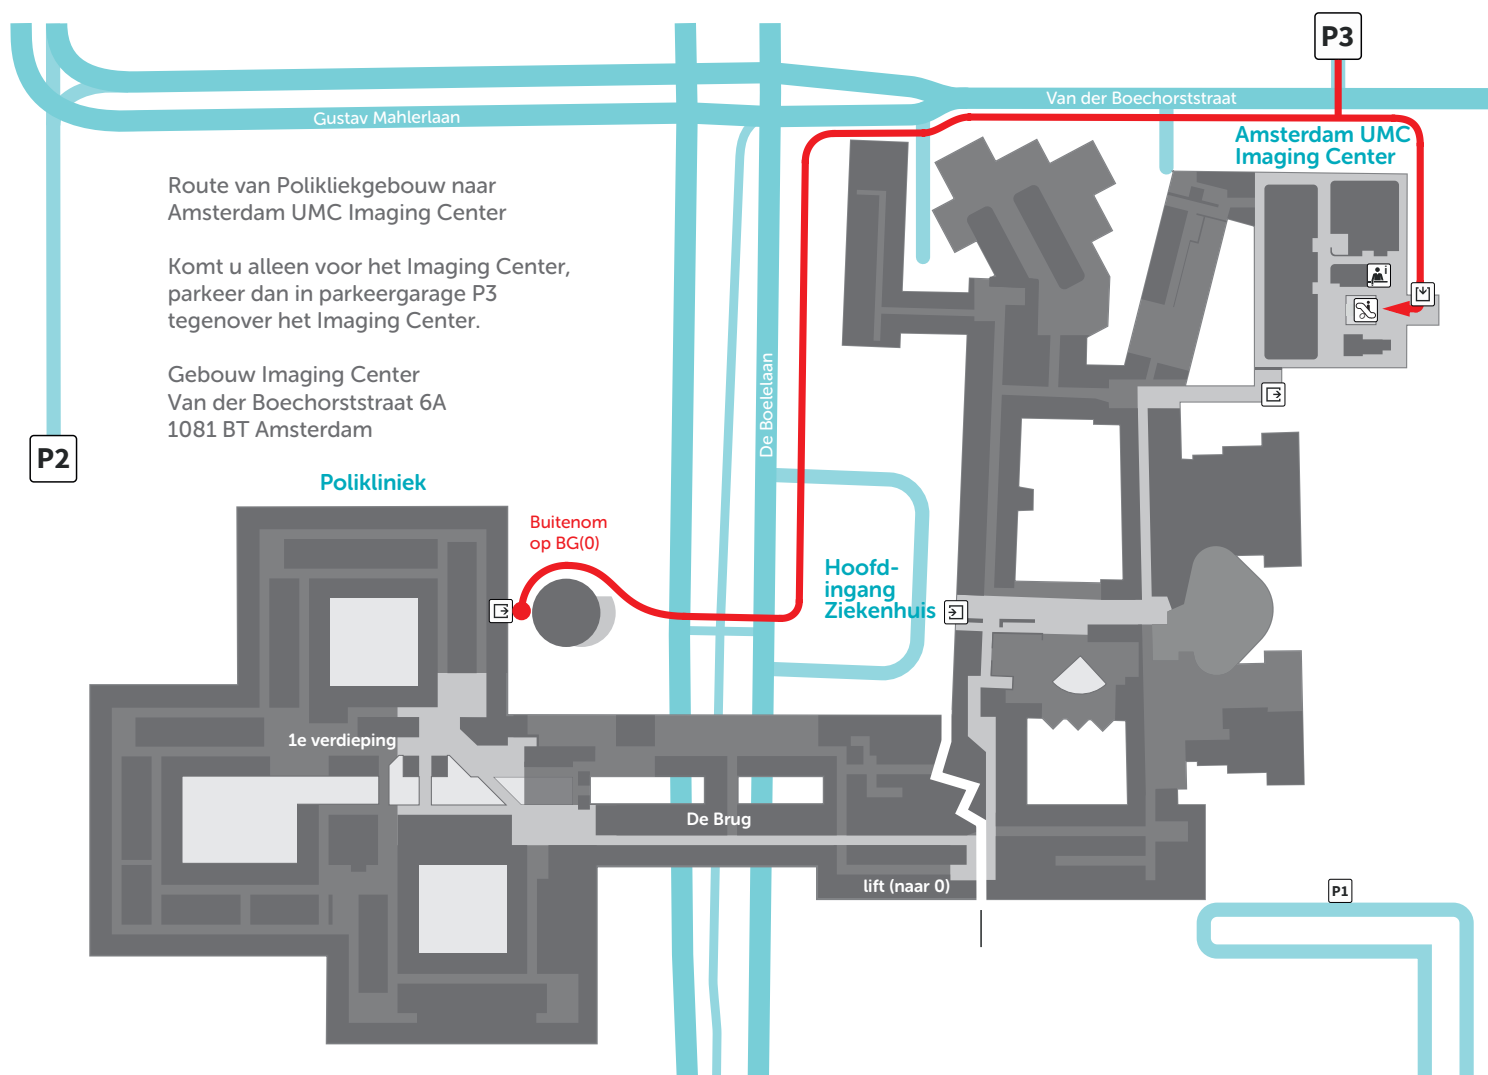 P3
Van der Boechorststraat
Gustav Mahlerlaan
Amsterdam UMC
Imaging Center
Route van Polikliekgebouw naar
Amsterdam UMC Imaging Center
Komt u alleen voor het Imaging Center,
parkeer dan in parkeergarage P3
tegenover het Imaging Center.
Gebouw Imaging Center
Van der Boechorststraat 6A
1081 BT Amsterdam
De Boelelaan
P2
Polikliniek
Buitenom
op BG(0)
Hoofd-
ingang
Ziekenhuis
1e verdieping
De Brug
lift (naar 0)
P1